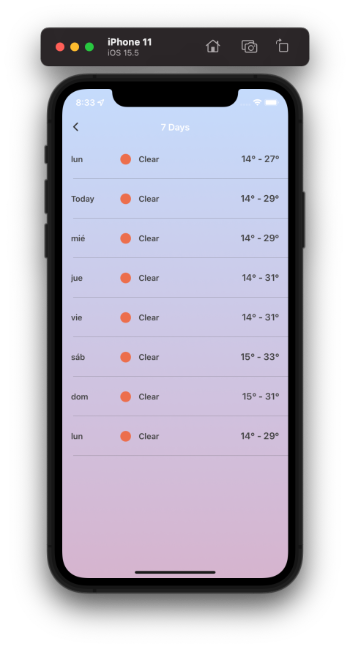 iPhone 11
iOS 15.5
8:33
7 Days
lun Clear 14° - 27°
Today Clear 14° - 29°
mié Clear 14° - 29°
jue Clear 14° - 31°
vie Clear 14° - 31°
sáb Clear 15° - 33°
dom Clear 15° - 31°
lun Clear 14° - 29°